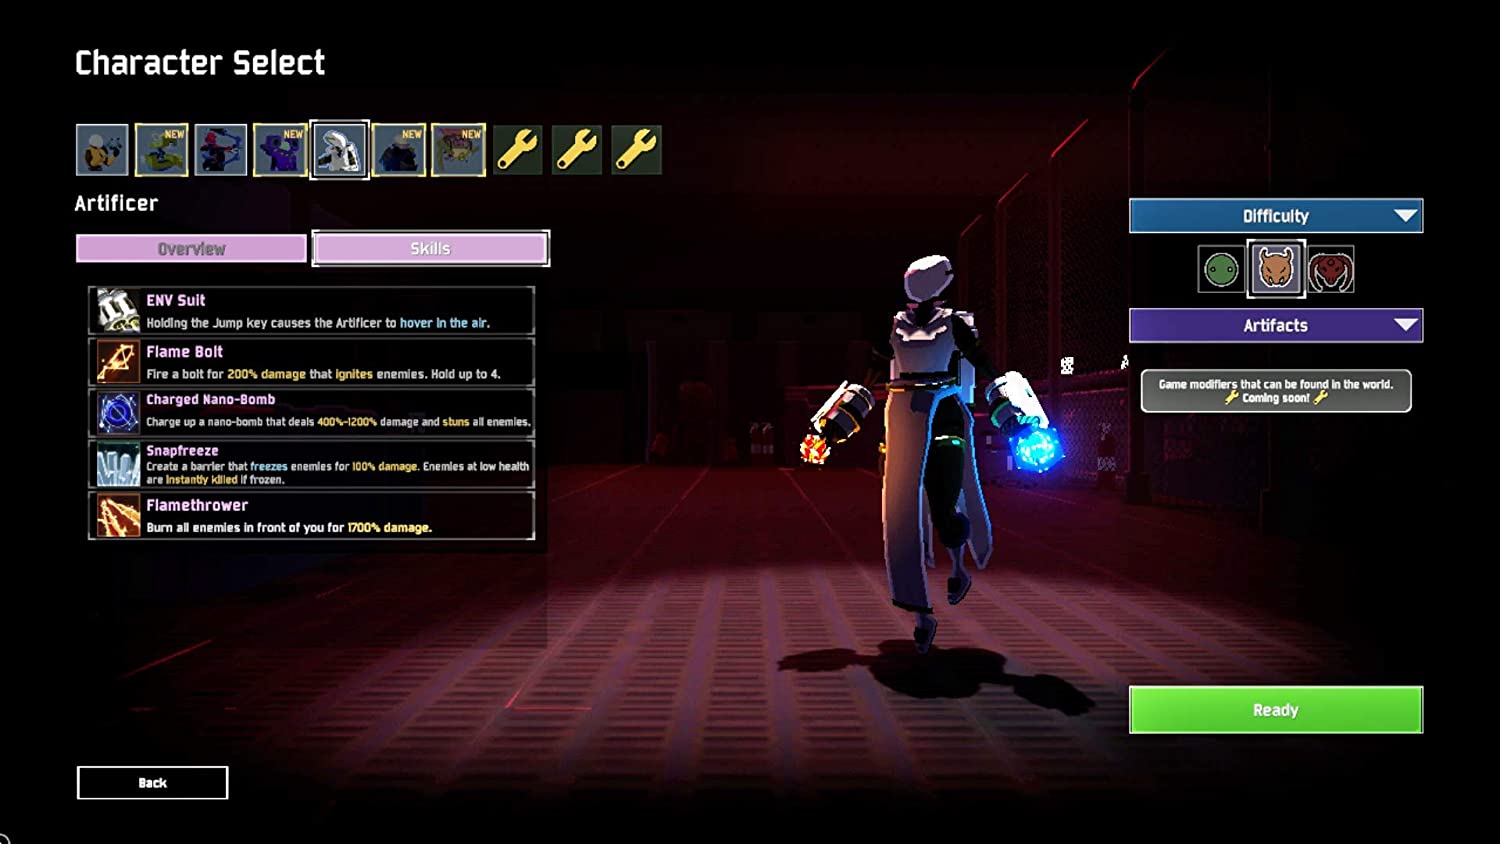 Character Select
NEW
NEW
NEW
NEW
Artificer
Overview
Skills
ENV Suit
Holding the Jump key causes the Artificer to hover in the air.
Flame Bolt
Fire a bolt for 200% damage that ignites enemies. Hold up to 4.
Charged Nano-Bomb
Charge up a nano-bomb that deals 400%-1200% damage and stuns all enemies.
Snapfreeze
Create a barrier that freezes enemies for 100% damage. Enemies at low health
are instantly killed if frozen.
Flamethrower
Burn all enemies in front of you for 1700% damage.
Difficulty
Artifacts
Game modifiers that can be found in the world.
Coming soon!
Ready
Back